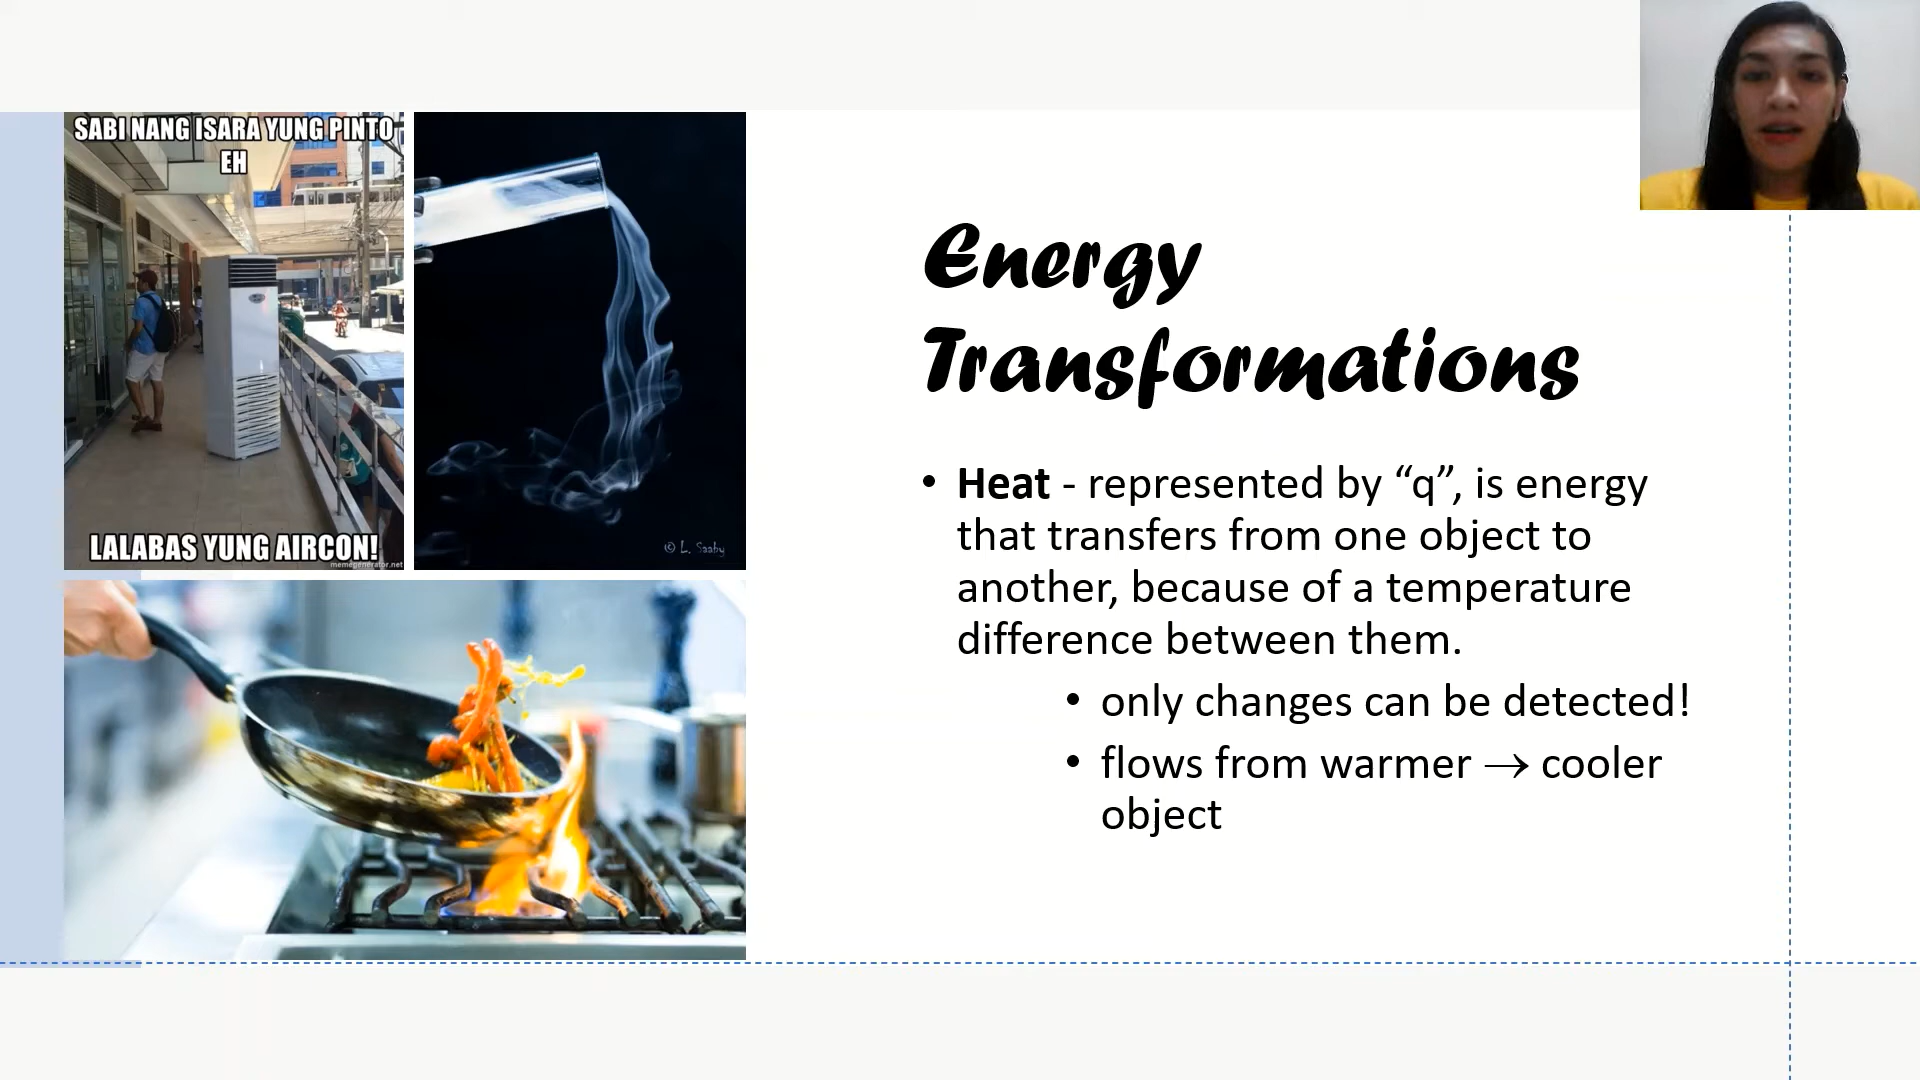 SABI NANG ISARA YUNG PINTO
EH
LALABAS YUNG AIRCON!
memegenerator.net
© L. Saaby
Energy
Transformations
• Heat - represented by “q”, is energy
that transfers from one object to
another, because of a temperature
difference between them.
• only changes can be detected!
• flows from warmer → cooler
object